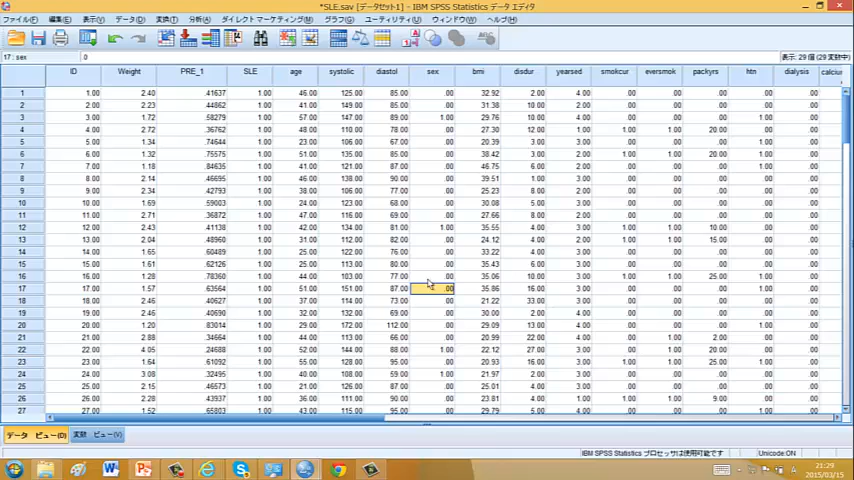 *SLE.sav [データセット1] - IBM SPSS Statistics データ エディタ
ファイル(F) 編集(E) 表示(V) データ(D) 変換(T) 分析(A) ダイレクト マーケティング(M) グラフ(G) ユーティリティ(U) ウィンドウ(W) ヘルプ(H)
17 : sex .0 表示: 29 個 (29 変数中)
ID Weight PRE_1 SLE age systolic diastol sex bmi disdur yearsed smokcur eversmok packyrs htn dialysis calciur
1 1.00 2.40 .41637 1.00 46.00 125.00 85.00 .00 32.92 2.00 4.00 .00 .00 .00 .00 .00
2 2.00 2.23 .44862 1.00 41.00 149.00 85.00 .00 31.38 10.00 2.00 .00 .00 .00 .00 .00
3 3.00 1.72 .58279 1.00 57.00 147.00 89.00 1.00 29.76 10.00 4.00 .00 .00 .00 1.00 .00
4 4.00 2.72 .36762 1.00 48.00 110.00 78.00 .00 27.30 12.00 1.00 1.00 1.00 20.00 .00 .00
5 5.00 1.34 .74644 1.00 23.00 106.00 67.00 .00 20.39 3.00 3.00 .00 .00 .00 1.00 .00
6 6.00 1.32 .75575 1.00 51.00 135.00 85.00 .00 38.42 3.00 2.00 1.00 1.00 20.00 .00 .00
7 7.00 1.18 .84635 1.00 41.00 121.00 87.00 .00 46.75 6.00 2.00 .00 .00 .00 1.00 .00
8 8.00 2.14 .46695 1.00 38.00 178.00 90.00 .00 39.51 1.00 3.00 .00 .00 .00 .00 .00
9 9.00 2.34 .42793 1.00 38.00 106.00 77.00 .00 25.23 8.00 2.00 .00 .00 .00 .00 .00
10 10.00 1.69 .59003 1.00 24.00 123.00 68.00 .00 30.08 5.00 3.00 .00 .00 .00 .00 .00
11 11.00 2.71 .36872 1.00 47.00 116.00 69.00 .00 27.66 8.00 2.00 .00 .00 .00 .00 .00
12 12.00 2.43 .41138 1.00 42.00 134.00 81.00 1.00 35.55 4.00 3.00 1.00 1.00 10.00 .00 .00
13 13.00 2.04 .48960 1.00 31.00 112.00 82.00 .00 24.12 4.00 2.00 1.00 1.00 15.00 .00 .00
14 14.00 1.65 .60489 1.00 25.00 122.00 76.00 .00 33.22 4.00 3.00 .00 .00 .00 .00 .00
15 15.00 1.61 .62126 1.00 28.00 113.00 80.00 .00 35.43 6.00 3.00 .00 .00 .00 .00 .00
16 16.00 1.28 .78360 1.00 44.00 103.00 77.00 .00 35.06 10.00 3.00 1.00 1.00 25.00 1.00 .00
17 17.00 1.57 .63564 1.00 51.00 151.00 87.00 .00 35.86 16.00 3.00 .00 .00 .00 1.00 .00
18 18.00 2.46 .40627 1.00 37.00 114.00 73.00 .00 21.22 33.00 3.00 .00 .00 .00 .00 .00
19 19.00 2.46 .40690 1.00 32.00 132.00 69.00 .00 30.00 2.00 4.00 .00 .00 .00 .00 .00
20 20.00 1.20 .83014 1.00 29.00 172.00 112.00 .00 29.09 13.00 4.00 .00 .00 .00 1.00 .00
21 21.00 2.88 .34664 1.00 44.00 113.00 66.00 .00 20.99 22.00 4.00 .00 1.00 2.00 .00 .00
22 22.00 4.05 .24688 1.00 52.00 144.00 88.00 1.00 22.12 27.00 3.00 .00 1.00 20.00 .00 .00
23 23.00 1.64 .61092 1.00 55.00 128.00 95.00 .00 20.93 16.00 3.00 1.00 1.00 25.00 1.00 .00
24 24.00 3.08 .32495 1.00 40.00 108.00 59.00 1.00 21.97 2.00 3.00 .00 .00 .00 .00 .00
25 25.00 2.15 .46573 1.00 21.00 126.00 87.00 .00 25.01 4.00 3.00 .00 .00 .00 .00 .00
26 26.00 2.28 .43937 1.00 36.00 111.00 90.00 .00 25.81 4.00 3.00 .00 1.00 9.00 .00 .00
27 27.00 1.52 .65803 1.00 43.00 115.00 95.00 .00 29.79 5.00 4.00 .00 .00 .00 .00 .00
データ ビュー(D) 変数 ビュー(V)
IBM SPSS Statistics プロセッサは使用可能です Unicode:ON
21:29
2015/03/15